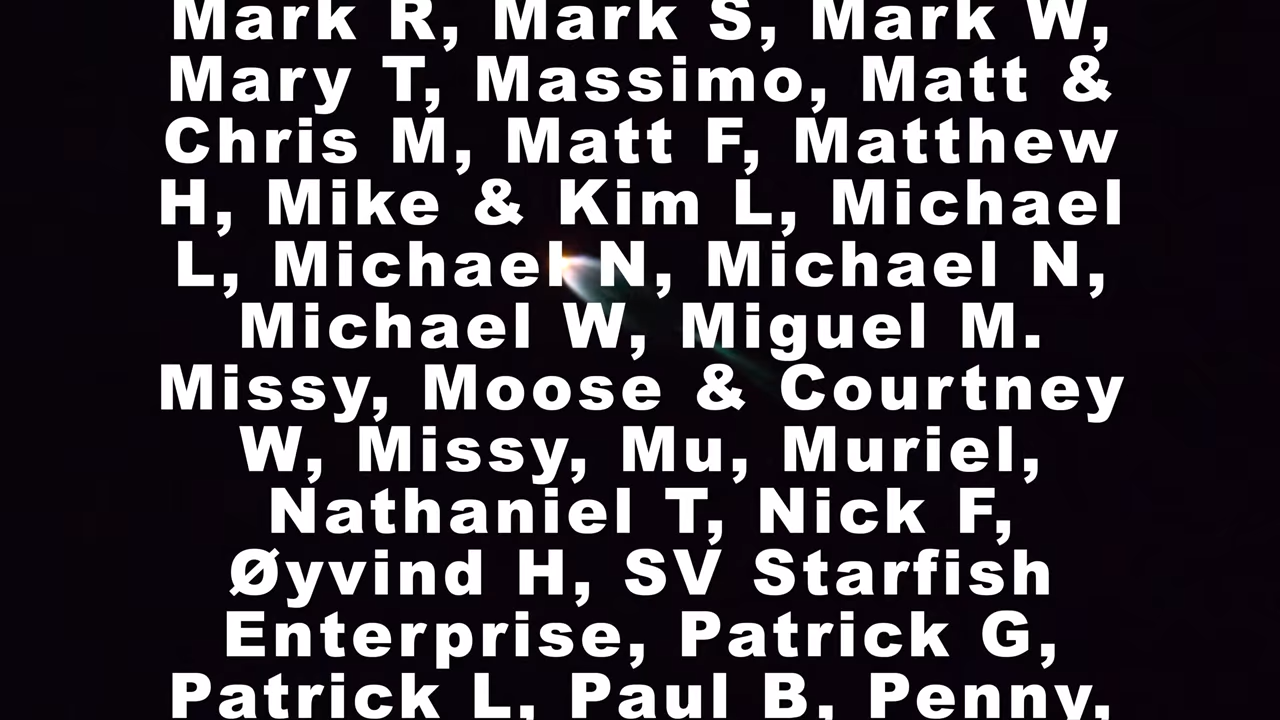 Mark R, Mark S, Mark W,
Mary T, Massimo, Matt &
Chris M, Matt F, Matthew
H, Mike & Kim L, Michael
L, Michael N, Michael N,
Michael W, Miguel M.
Missy, Moose & Courtney
W, Missy, Mu, Muriel,
Nathaniel T, Nick F,
Øyvind H, SV Starfish
Enterprise, Patrick G,
Patrick L, Paul B, Penny,